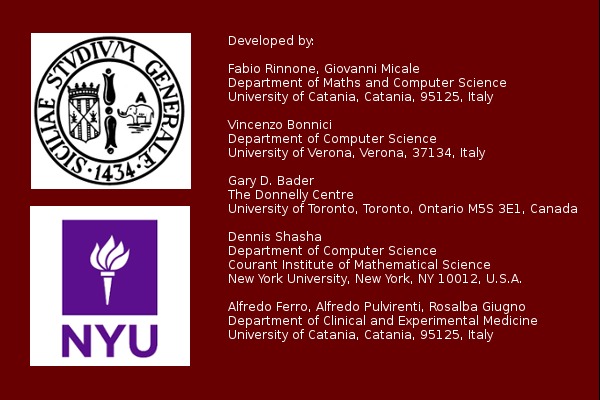 SICILIAE STVDIVM GENERALE
·1434·
A
NYU
Developed by:
Fabio Rinnone, Giovanni Micale
Department of Maths and Computer Science
University of Catania, Catania, 95125, Italy
Vincenzo Bonnici
Department of Computer Science
University of Verona, Verona, 37134, Italy
Gary D. Bader
The Donnelly Centre
University of Toronto, Toronto, Ontario M5S 3E1, Canada
Dennis Shasha
Department of Computer Science
Courant Institute of Mathematical Science
New York University, New York, NY 10012, U.S.A.
Alfredo Ferro, Alfredo Pulvirenti, Rosalba Giugno
Department of Clinical and Experimental Medicine
University of Catania, Catania, 95125, Italy